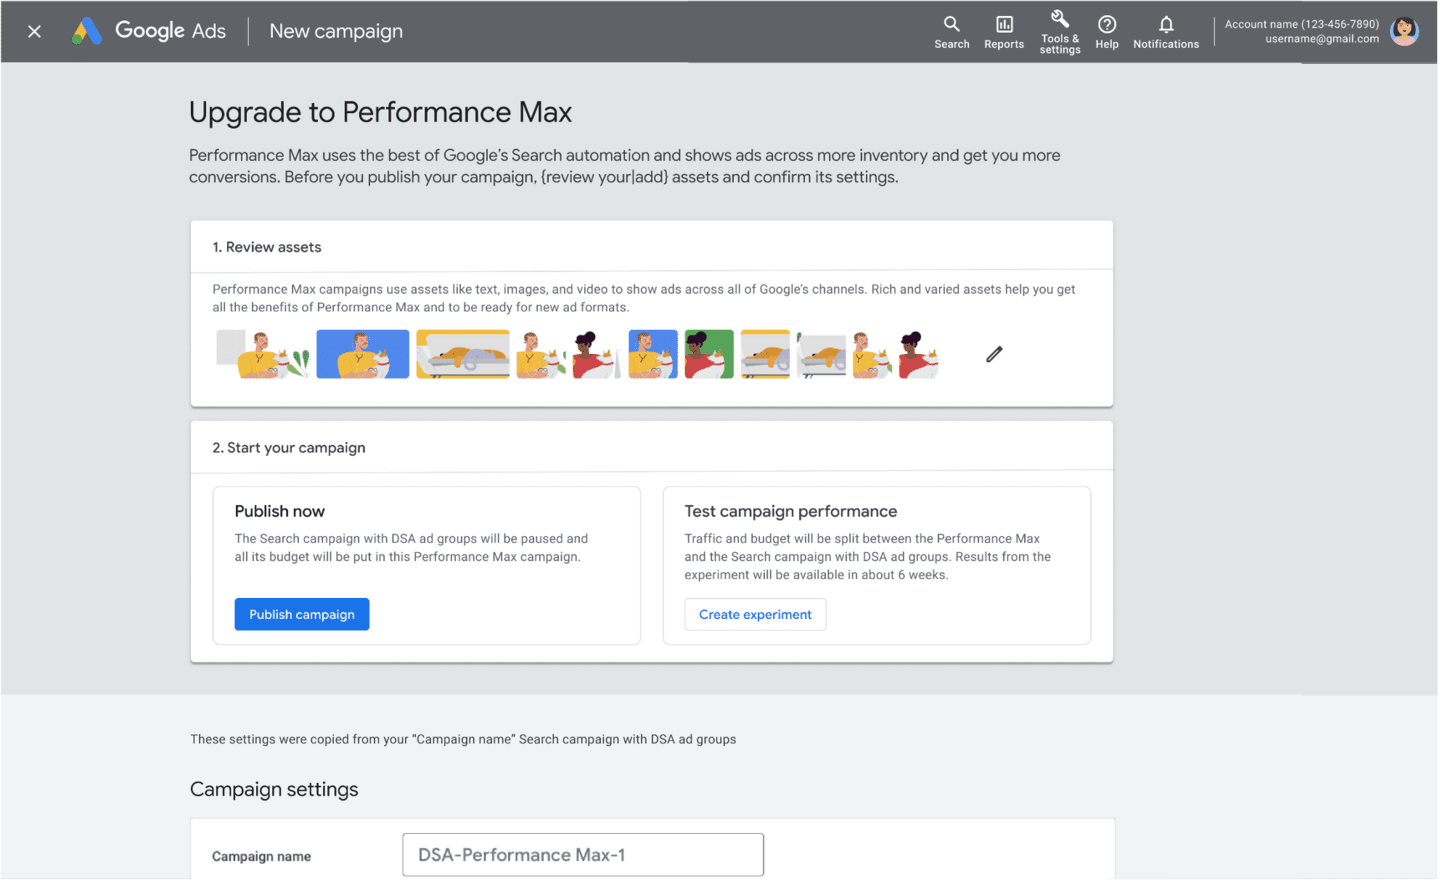 Google Ads
New campaign
Search
Reports
Tools &
settings
Help
Notifications
Account name (123-456-7890)
username@gmail.com
Upgrade to Performance Max
Performance Max uses the best of Google's Search automation and shows ads across more inventory and get you more
conversions. Before you publish your campaign, {review your|add} assets and confirm its settings.
1. Review assets
Performance Max campaigns use assets like text, images, and video to show ads across all of Google's channels. Rich and varied assets help you get
all the benefits of Performance Max and to be ready for new ad formats.
2. Start your campaign
Publish now
The Search campaign with DSA ad groups will be paused and
all its budget will be put in this Performance Max campaign.
Publish campaign
Test campaign performance
Traffic and budget will be split between the Performance Max
and the Search campaign with DSA ad groups. Results from the
experiment will be available in about 6 weeks.
Create experiment
These settings were copied from your “Campaign name” Search campaign with DSA ad groups
Campaign settings
Campaign name
DSA-Performance Max-1